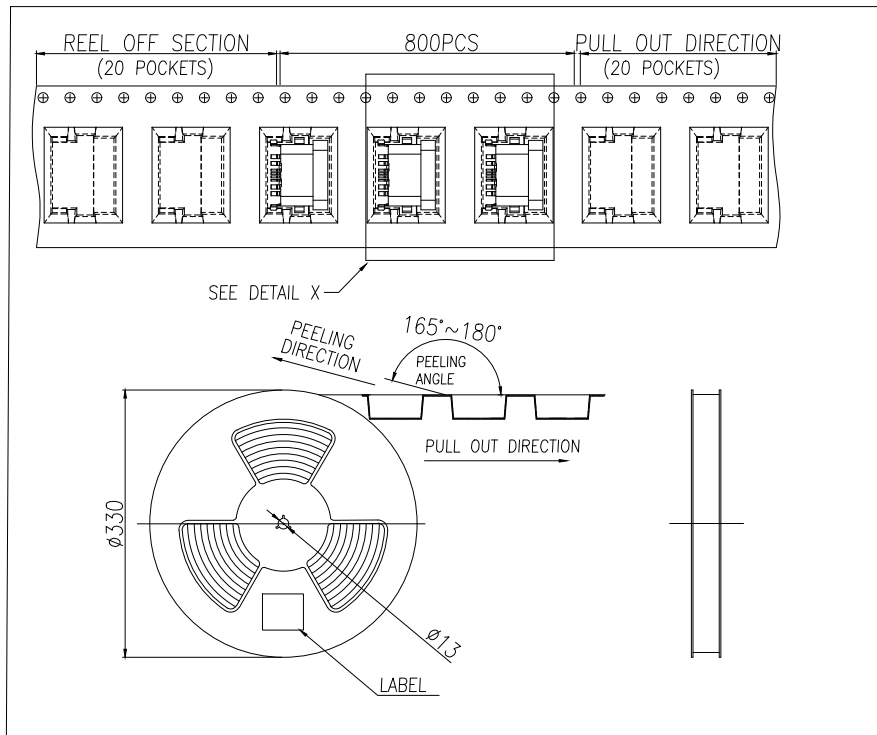 REEL OFF SECTION
(20 POCKETS)
800PCS
PULL OUT DIRECTION
(20 POCKETS)
SEE DETAIL X
PEELING
DIRECTION
165°~180°
PEELING
ANGLE
PULL OUT DIRECTION
ø330
ø13
LABEL